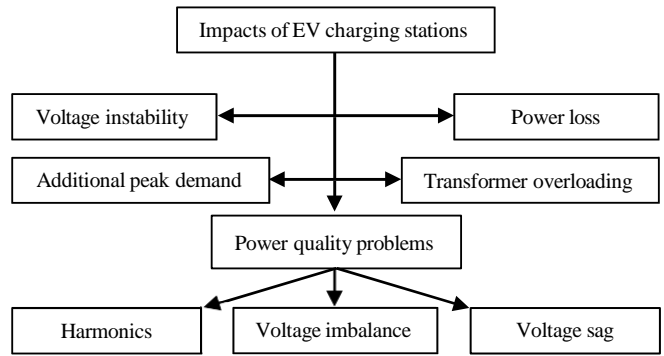 Impacts of EV charging stations
Voltage instability
Power loss
Additional peak demand
Transformer overloading
Power quality problems
Harmonics
Voltage imbalance
Voltage sag